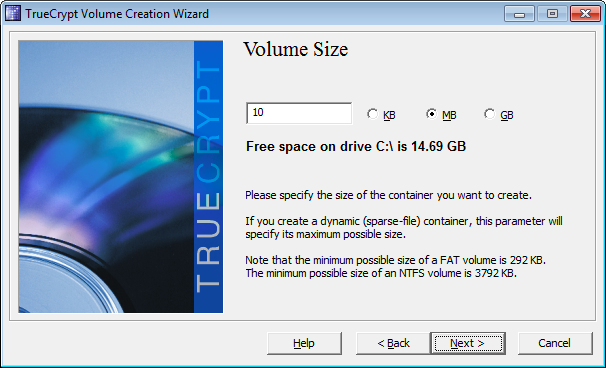 TrueCrypt Volume Creation Wizard
TRUECRYPT
Volume Size
10
KB
MB
GB
Free space on drive C:\ is 14.69 GB
Please specify the size of the container you want to create.
If you create a dynamic (sparse-file) container, this parameter will
specify its maximum possible size.
Note that the minimum possible size of a FAT volume is 292 KB.
The minimum possible size of an NTFS volume is 3792 KB.
Help
< Back
Next >
Cancel